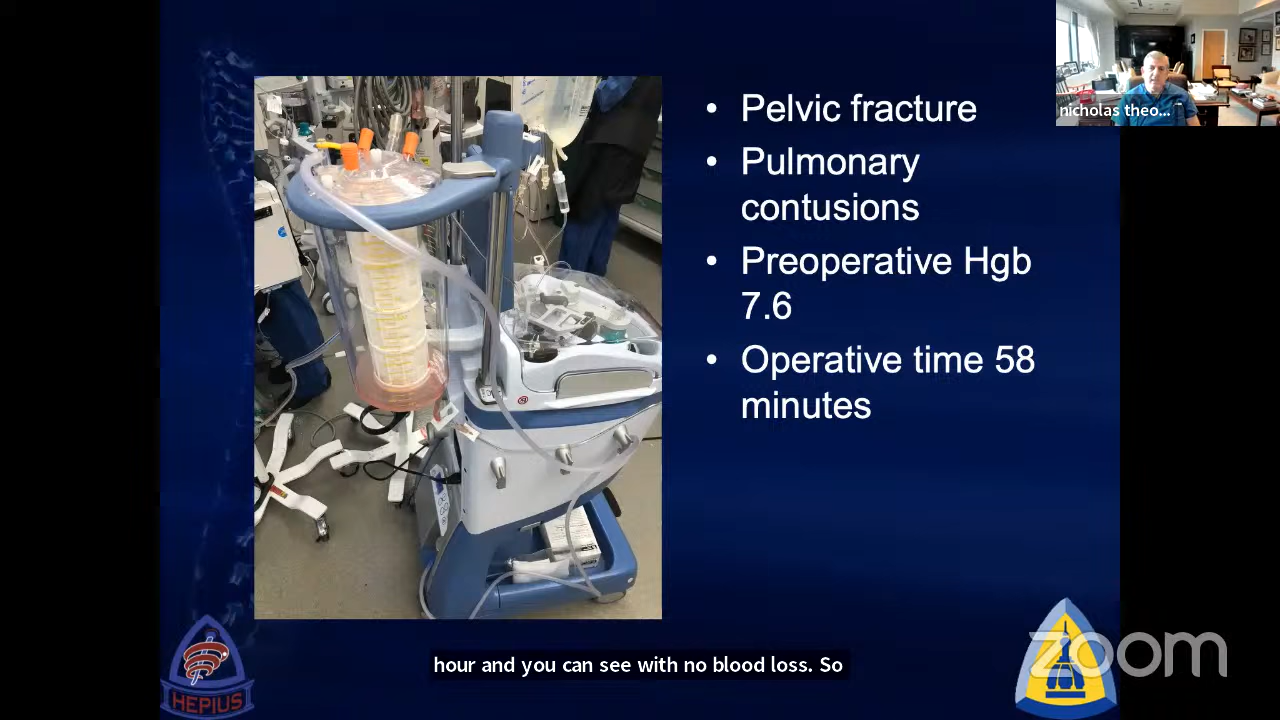 nicholas theo...
• Pelvic fracture
• Pulmonary
contusions
• Preoperative Hgb
7.6
• Operative time 58
minutes
hour and you can see with no blood loss. So
HEPIUS
zoom